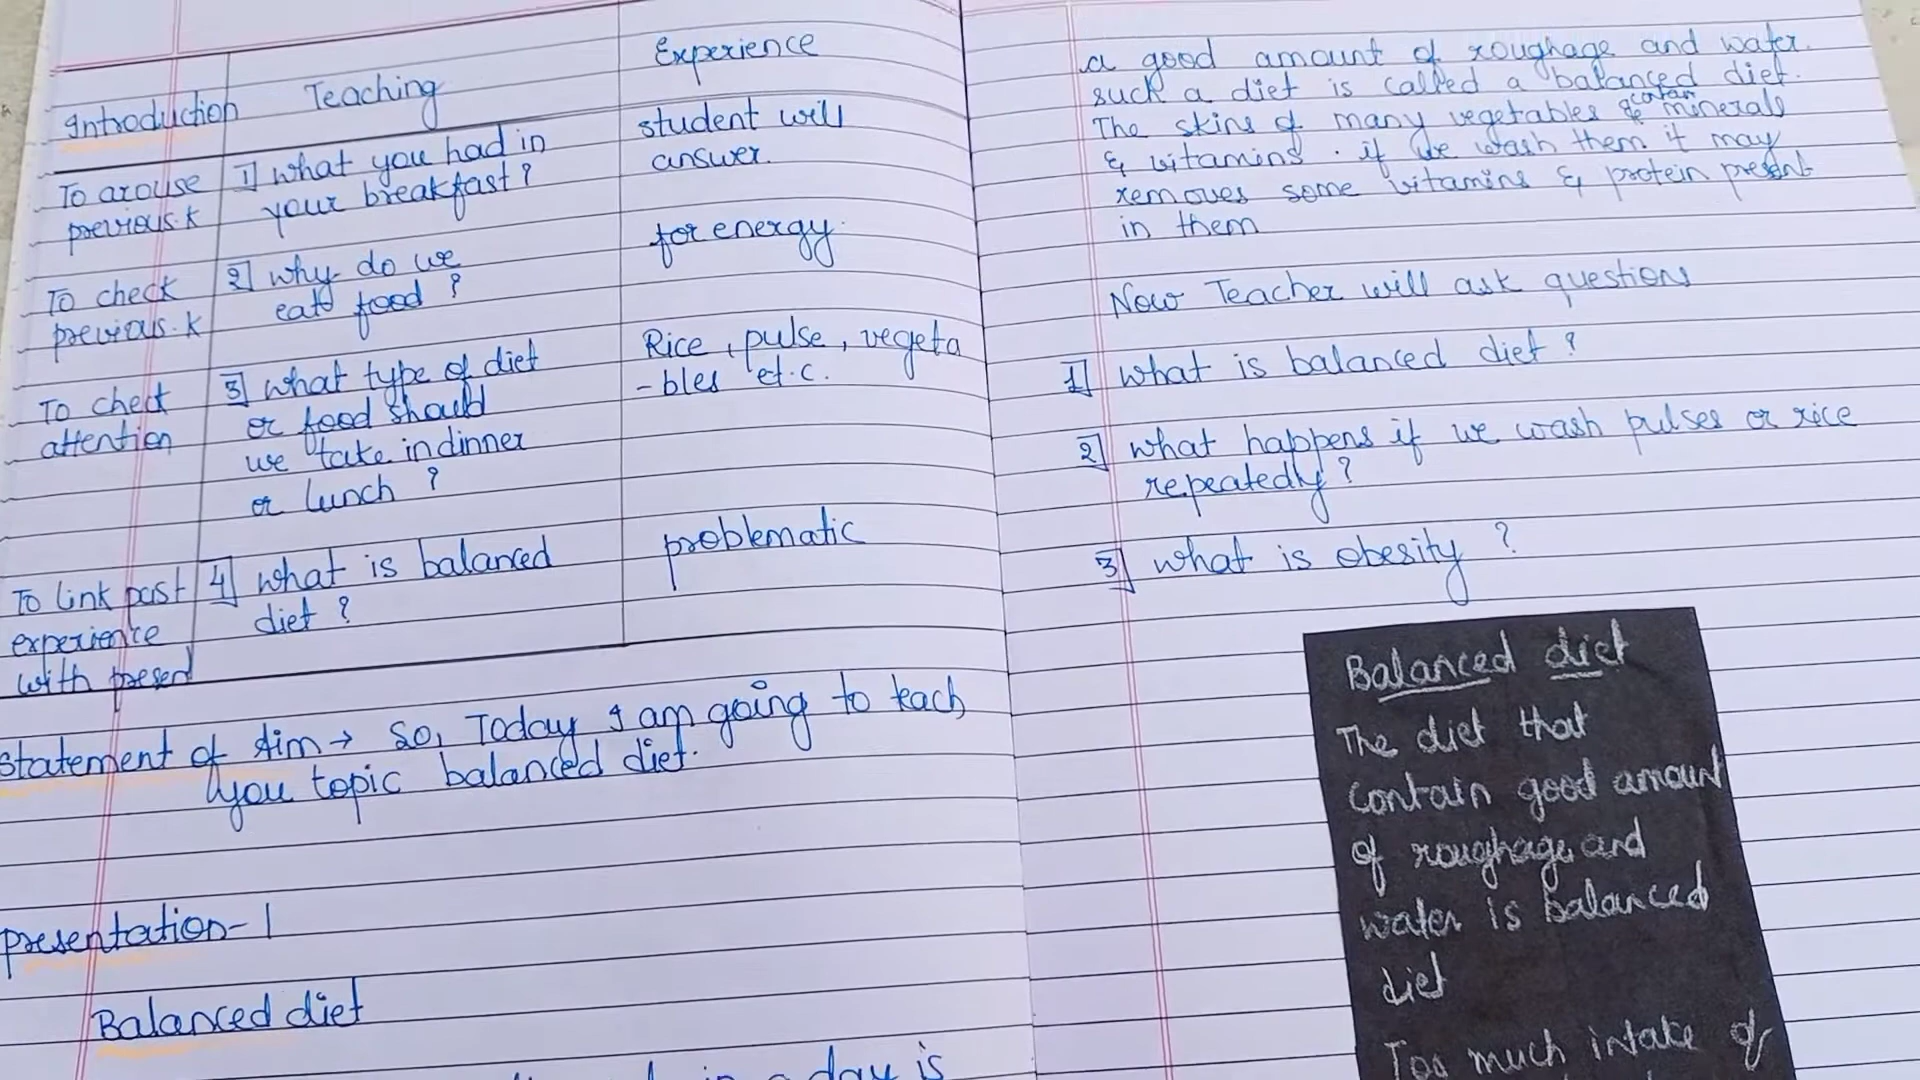 Introduction
Teaching
Experience
To arouse
previous.k
1] what you had in
your breakfast?
student will
answer.
To check
previous.k
2] why do we
eat food ?
for energy.
To check
attention
3] what type of diet
or food should
we take in dinner
or lunch ?
Rice, pulse, vegeta
-bles et.c.
To link past
experience
with presend
4] what is balanced
diet ?
problematic
Statement of Aim → So, Today I am going to teach
you topic balanced diet.
presentation-1
Balanced diet
in a day is
a good amount of roughage and water.
such a diet is called a balanced diet.
The skins of many vegetables contain minerals
& vitamins. if we wash them it may
removes some vitamins & protein present
in them
Now Teacher will ask questions
1] what is balanced diet ?
2] what happens if we wash pulses or rice
repeatedly ?
3] what is obesity ?
Balanced diet
The diet that
contain good amount
of roughage and
water is balanced
diet
Too much intake of